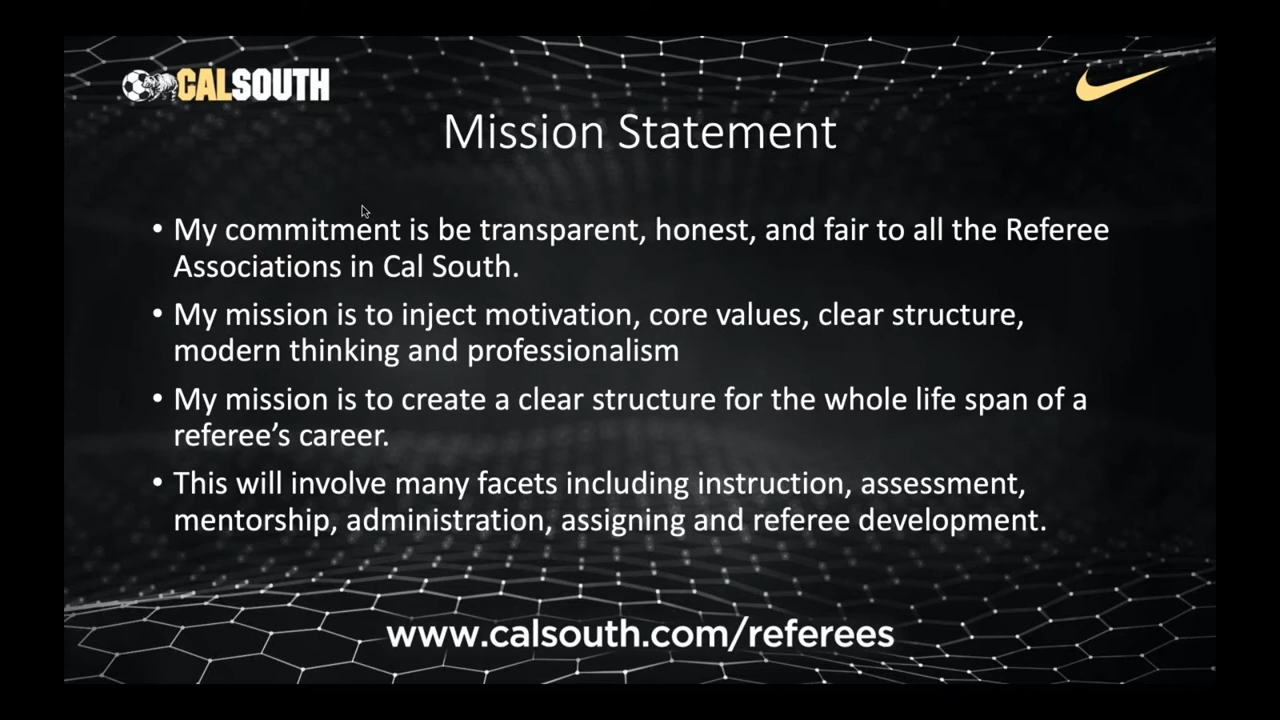 CALSOUTH
Mission Statement
• My commitment is be transparent, honest, and fair to all the Referee
Associations in Cal South.
• My mission is to inject motivation, core values, clear structure,
modern thinking and professionalism
• My mission is to create a clear structure for the whole life span of a
referee’s career.
• This will involve many facets including instruction, assessment,
mentorship, administration, assigning and referee development.
www.calsouth.com/referees